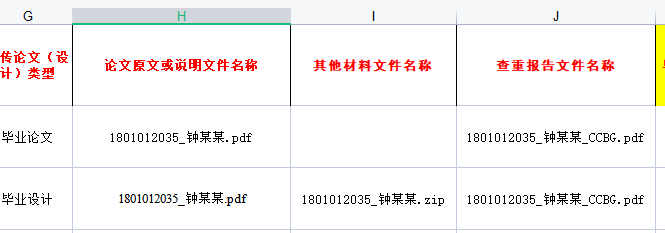 G H I J
传论文（设
计）类型
论文原文或说明文件名称
其他材料文件名称
查重报告文件名称
毕业论文
1801012035_钟某某.pdf
1801012035_钟某某_CCBG.pdf
毕业设计
1801012035_钟某某.pdf
1801012035_钟某某.zip
1801012035_钟某某_CCBG.pdf